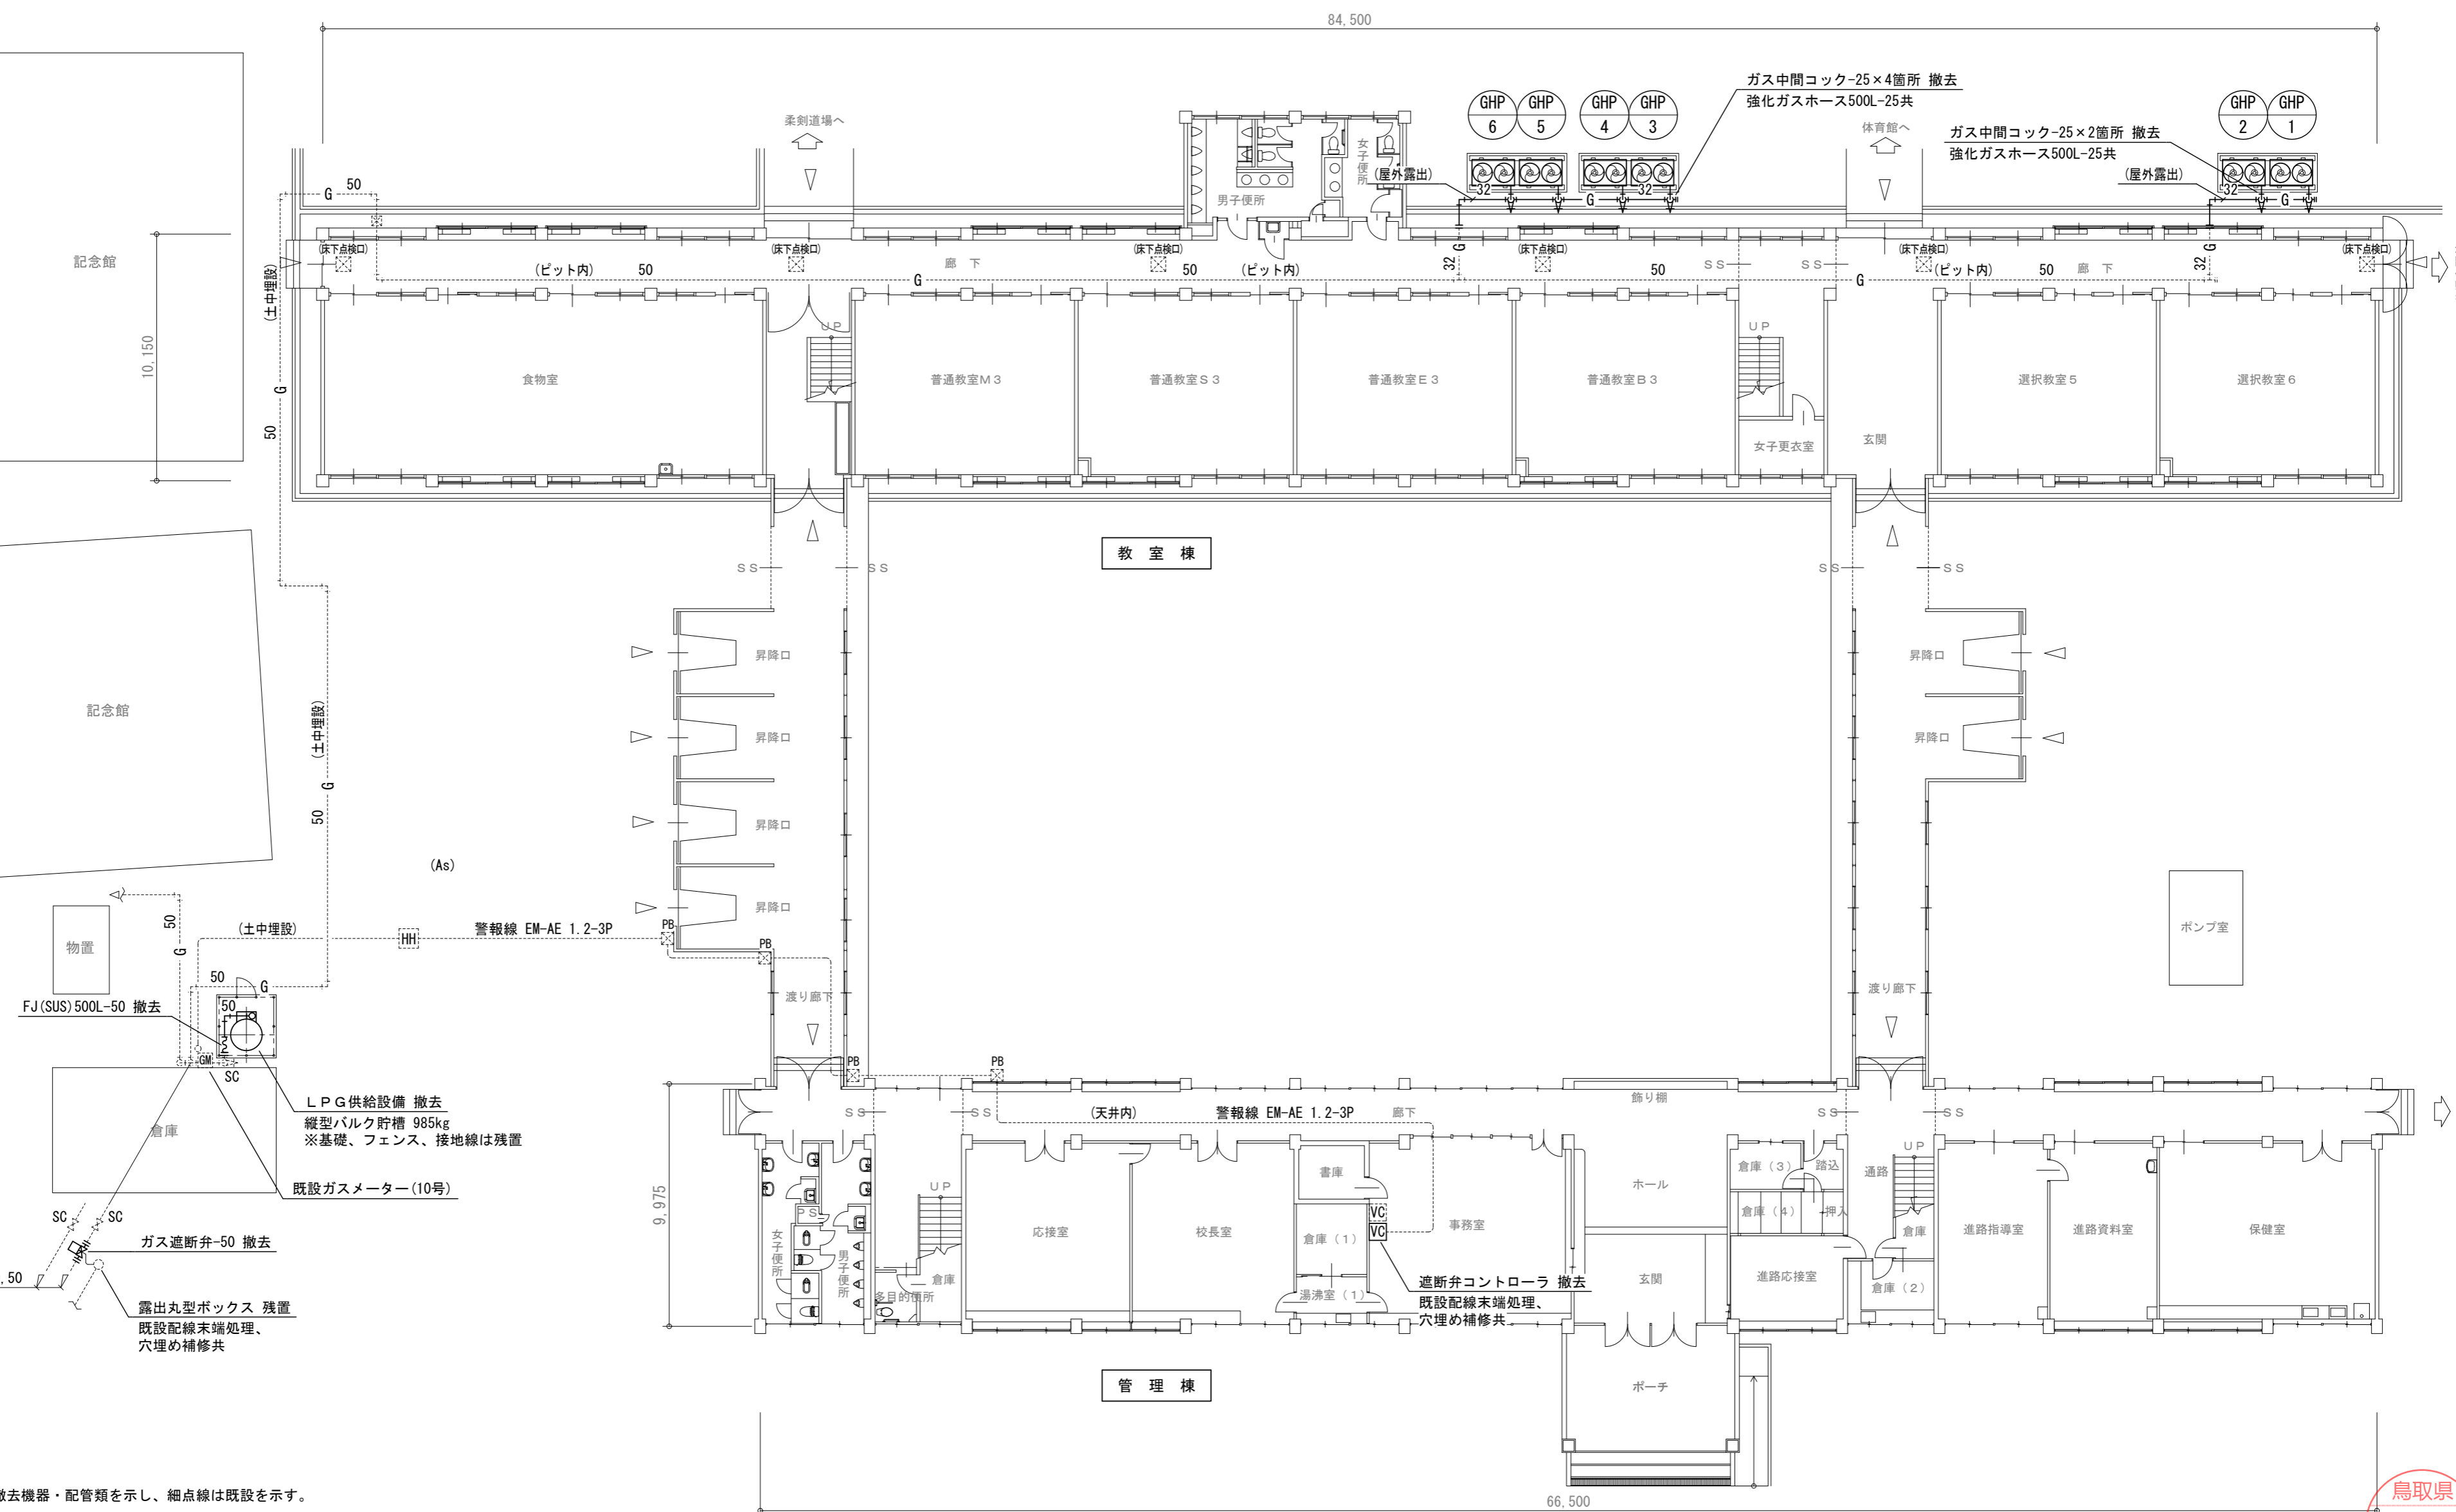 84,500
ガス中間コック-25×4箇所 撤去
強化ガスホース500L-25共
GHP 6
GHP 5
GHP 4
GHP 3
GHP 2
GHP 1
柔剣道場へ
体育館へ
ガス中間コック-25×2箇所 撤去
強化ガスホース500L-25共
(屋外露出)
(屋外露出)
男子便所
女子便所
32
32
G
32
G
50
G
記念館
10,150
(土中埋設)
G
50
(床下点検口)
(床下点検口)
(床下点検口)
(床下点検口)
(床下点検口)
(床下点検口)
(ピット内)
50
廊 下
G
50
(ピット内)
G
32
50
SS
SS
G
(ピット内)
50
廊 下
G
32
UP
UP
食物室
普通教室M3
普通教室S3
普通教室E3
普通教室B3
女子更衣室
玄関
選択教室5
選択教室6
教 室 棟
SS
SS
SS
SS
記念館
(土中埋設)
G
50
昇降口
昇降口
昇降口
昇降口
昇降口
昇降口
(As)
物置
50
G
(土中埋設)
HH
警報線 EM-AE 1.2-3P
PB
PB
ポンプ室
50
G
50
FJ(SUS)500L-50 撤去
GM
SC
渡り廊下
渡り廊下
PB
PB
倉庫
LPG供給設備 撤去
縦型バルク貯槽 985kg
※基礎、フェンス、接地線は残置
既設ガスメーター(10号)
SC
SC
ガス遮断弁-50 撤去
,50
露出丸型ボックス 残置
既設配線末端処理、
穴埋め補修共
9,975
SS
SS
(天井内)
警報線 EM-AE 1.2-3P
廊下
飾り棚
SS
SS
UP
PS
女子便所
男子便所
倉庫
多目的便所
応接室
校長室
書庫
倉庫(1)
湯沸室(1)
VC
VC
事務室
遮断弁コントローラ 撤去
既設配線末端処理、
穴埋め補修共
ホール
玄関
ポーチ
倉庫(3)
踏込
倉庫(4)
押入
進路応接室
通路
UP
倉庫
倉庫(2)
進路指導室
進路資料室
保健室
管 理 棟
66,500
撤去機器・配管類を示し、細点線は既設を示す。
鳥取県